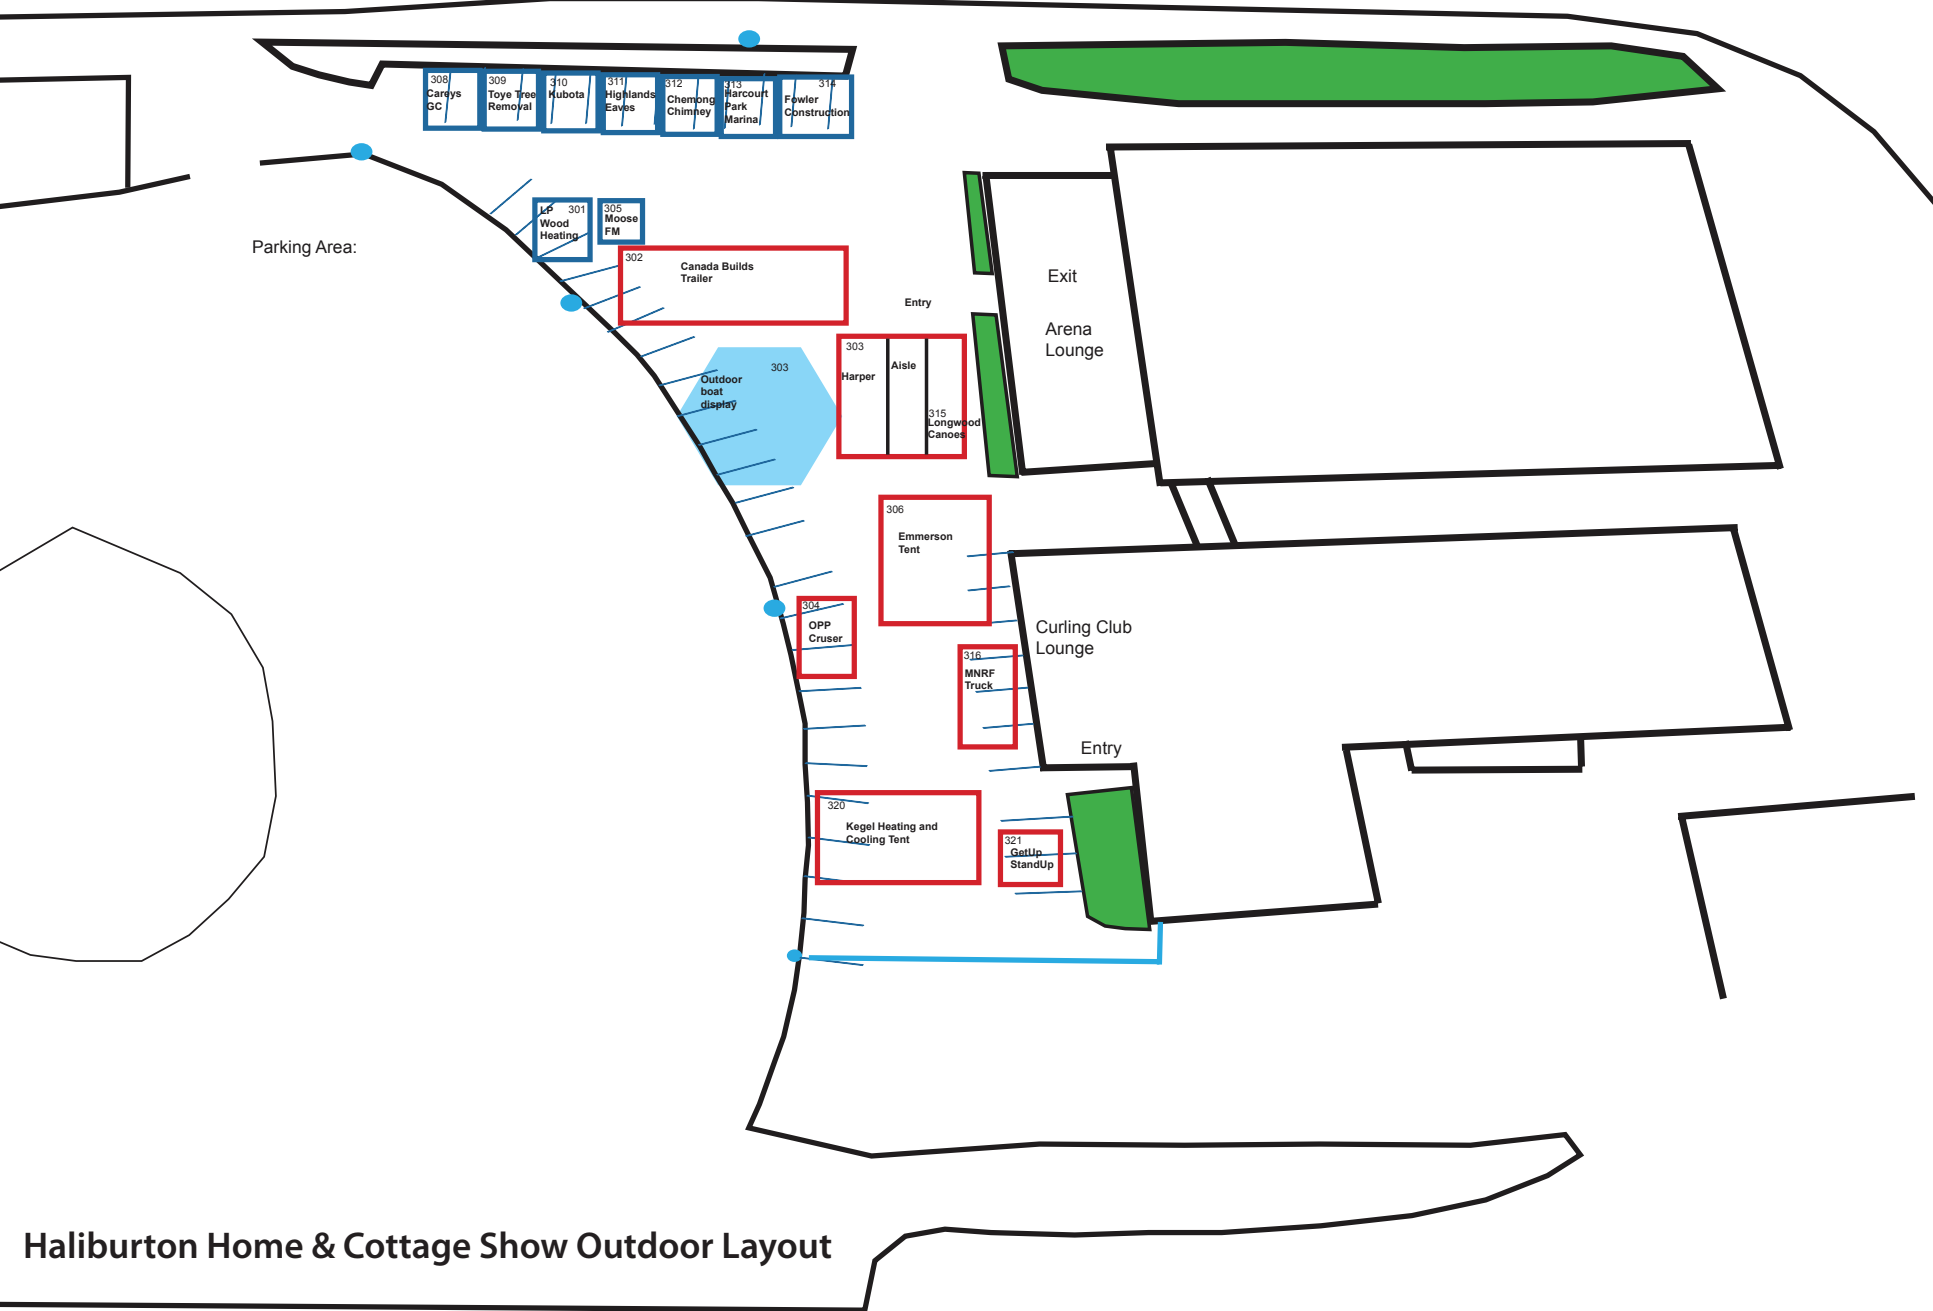 308
Careys
GC
309
Toye Tree
Removal
310
Kubota
311
Highlands
Eaves
312
Chemong
Chimney
313
Harcourt
Park
Marina
314
Fowler
Construction
LP
Wood
Heating
301
305
Moose
FM
Parking Area:
302
Canada Builds
Trailer
Entry
Exit
Arena
Lounge
303
Outdoor
boat
display
303
Harper
Aisle
315
Longwood
Canoes
306
Emmerson
Tent
304
OPP
Cruser
Curling Club
Lounge
316
MNRF
Truck
Entry
320
Kegel Heating and
Cooling Tent
321
GetUp
StandUp
Haliburton Home & Cottage Show Outdoor Layout